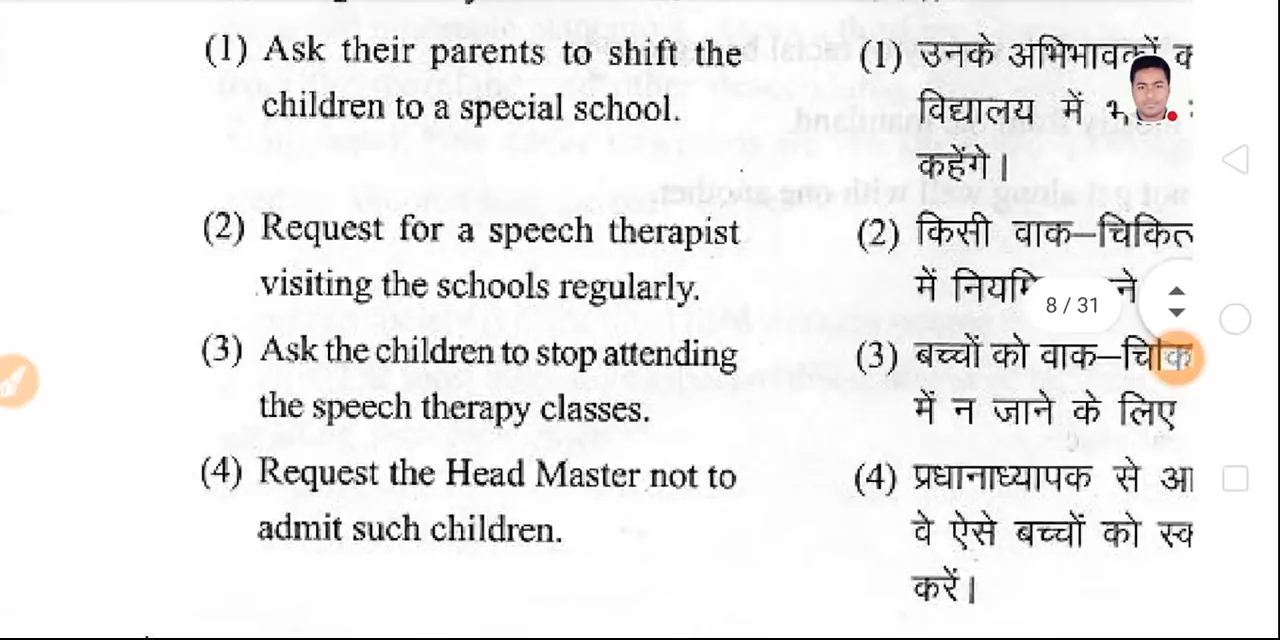 (1) Ask their parents to shift the
children to a special school.
(2) Request for a speech therapist
visiting the schools regularly.
(3) Ask the children to stop attending
the speech therapy classes.
(4) Request the Head Master not to
admit such children.
(1) उनके अभिभावकों
विद्यालय में
कहेंगे।
(2) किसी
में
(3) बच्चों को
में न जाने के लिए
(4) प्रधानाध्यापक से
वे ऐसे बच्चों को
करें।
8 / 31